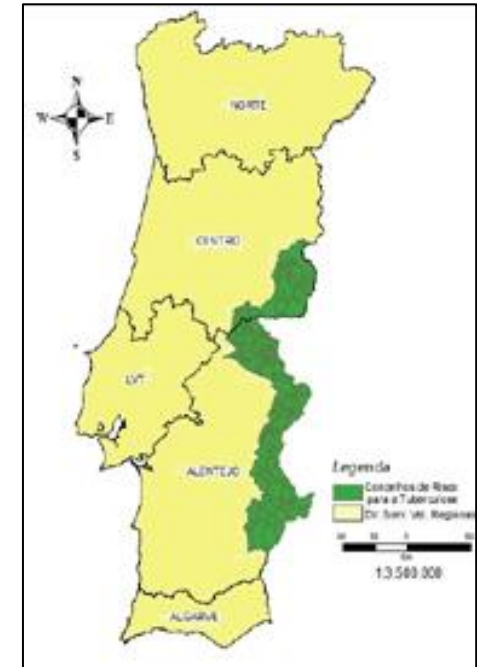 N
W E
S
NORTE
CENTRO
LVT
ALENTEJO
ALGARVE
Legenda
Concelhos de Risco
para a Tuberculose
Dir. Serv. Vet. Regionais
1:3.500.000